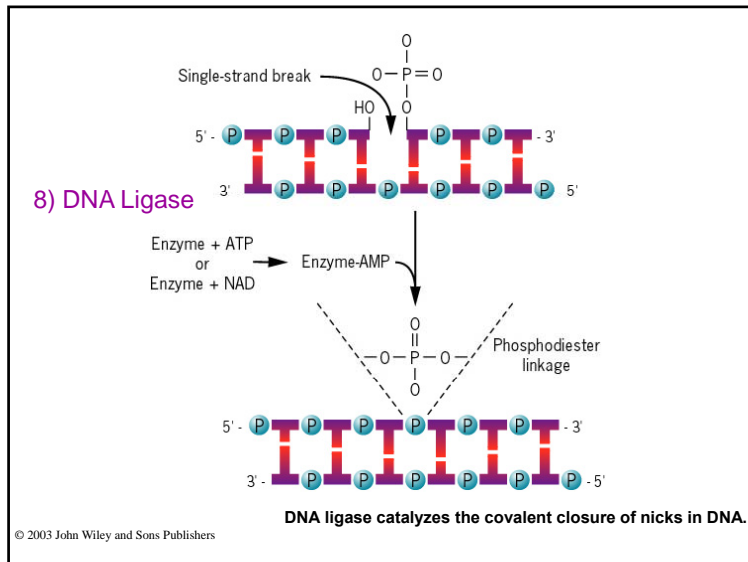 O
Single-strand break
O–P=O
HO O
5' - P P P P P - 3'
8) DNA Ligase
3' P P P P P P 5'
Enzyme + ATP
or
Enzyme + NAD
Enzyme-AMP
O
–O–P–O–
O
Phosphodiester
linkage
5' - P P P P P P - 3'
3' - P P P P P P - 5'
DNA ligase catalyzes the covalent closure of nicks in DNA.
© 2003 John Wiley and Sons Publishers